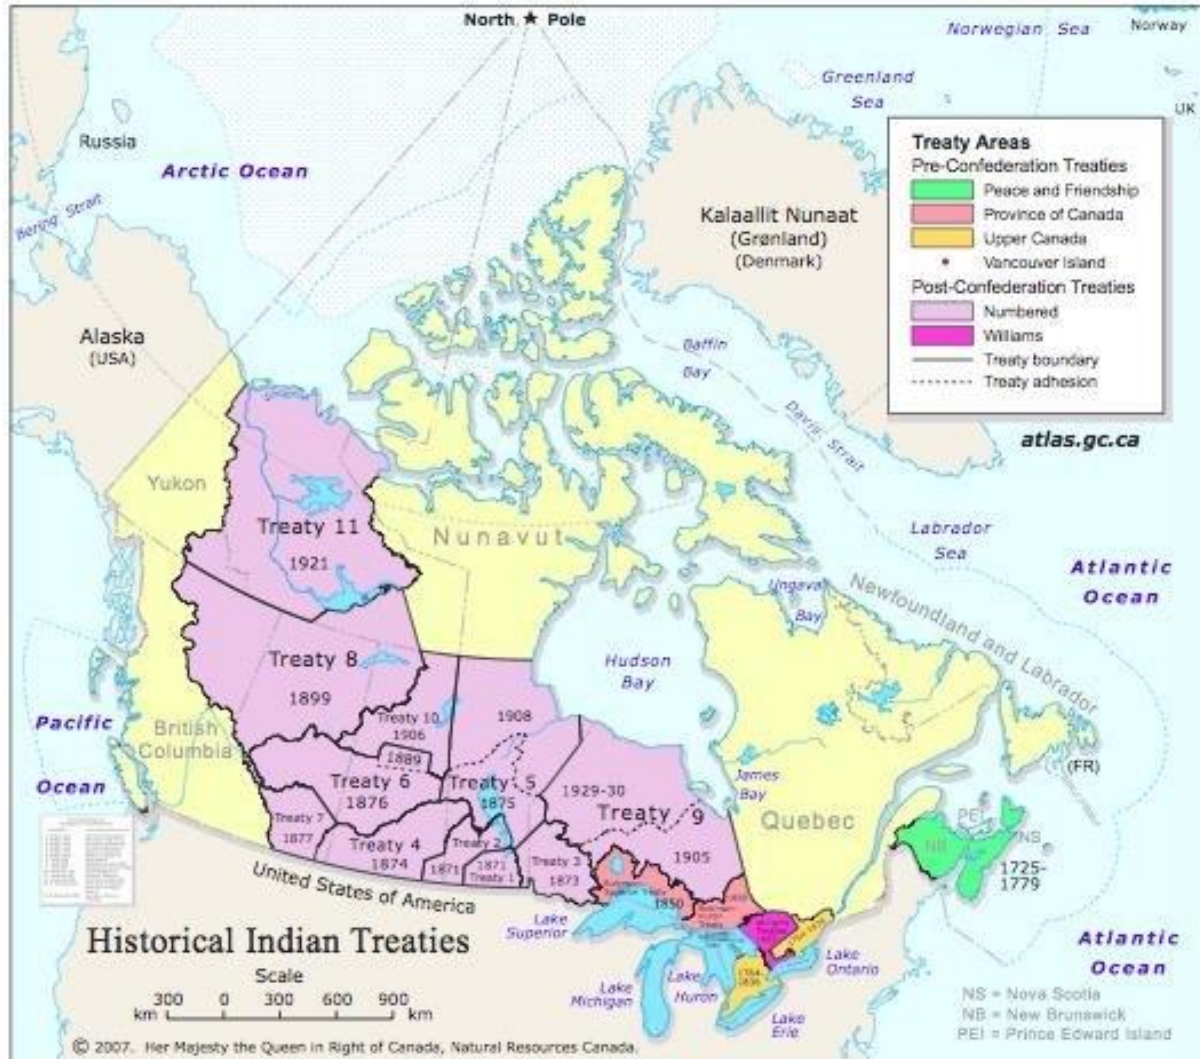 North ★ Pole
Norwegian Sea
Norway
Greenland
Sea
UK
Russia
Arctic Ocean
Bering Strait
Kalaallit Nunaat
(Grønland)
(Denmark)
Treaty Areas
Pre-Confederation Treaties
Peace and Friendship
Province of Canada
Upper Canada
Vancouver Island
Post-Confederation Treaties
Numbered
Williams
Treaty boundary
Treaty adhesion
atlas.gc.ca
Alaska
(USA)
Baffin
Bay
Davis Strait
Labrador
Sea
Atlantic
Ocean
Yukon
Nunavut
Treaty 11
1921
Ungava
Bay
Newfoundland and Labrador
Hudson
Bay
Treaty 8
1899
Pacific
Ocean
British
Columbia
Treaty 10
1906
1908
1889
Treaty 6
1876
Treaty 5
1875
1929-30
Treaty 9
1905
James
Bay
Quebec
(FR)
PEI
NS
NB
1725-
1779
Treaty 7
1877
Treaty 4
1874
Treaty 2
1871
1871
Treaty 1
Treaty 3
1873
1850
United States of America
Lake
Superior
Lake
Michigan
Lake
Huron
Lake
Ontario
Lake
Erie
Historical Indian Treaties
Scale
300 0 300 600 900
km km
Atlantic
Ocean
NS = Nova Scotia
NB = New Brunswick
PEI = Prince Edward Island
© 2007. Her Majesty the Queen in Right of Canada, Natural Resources Canada.